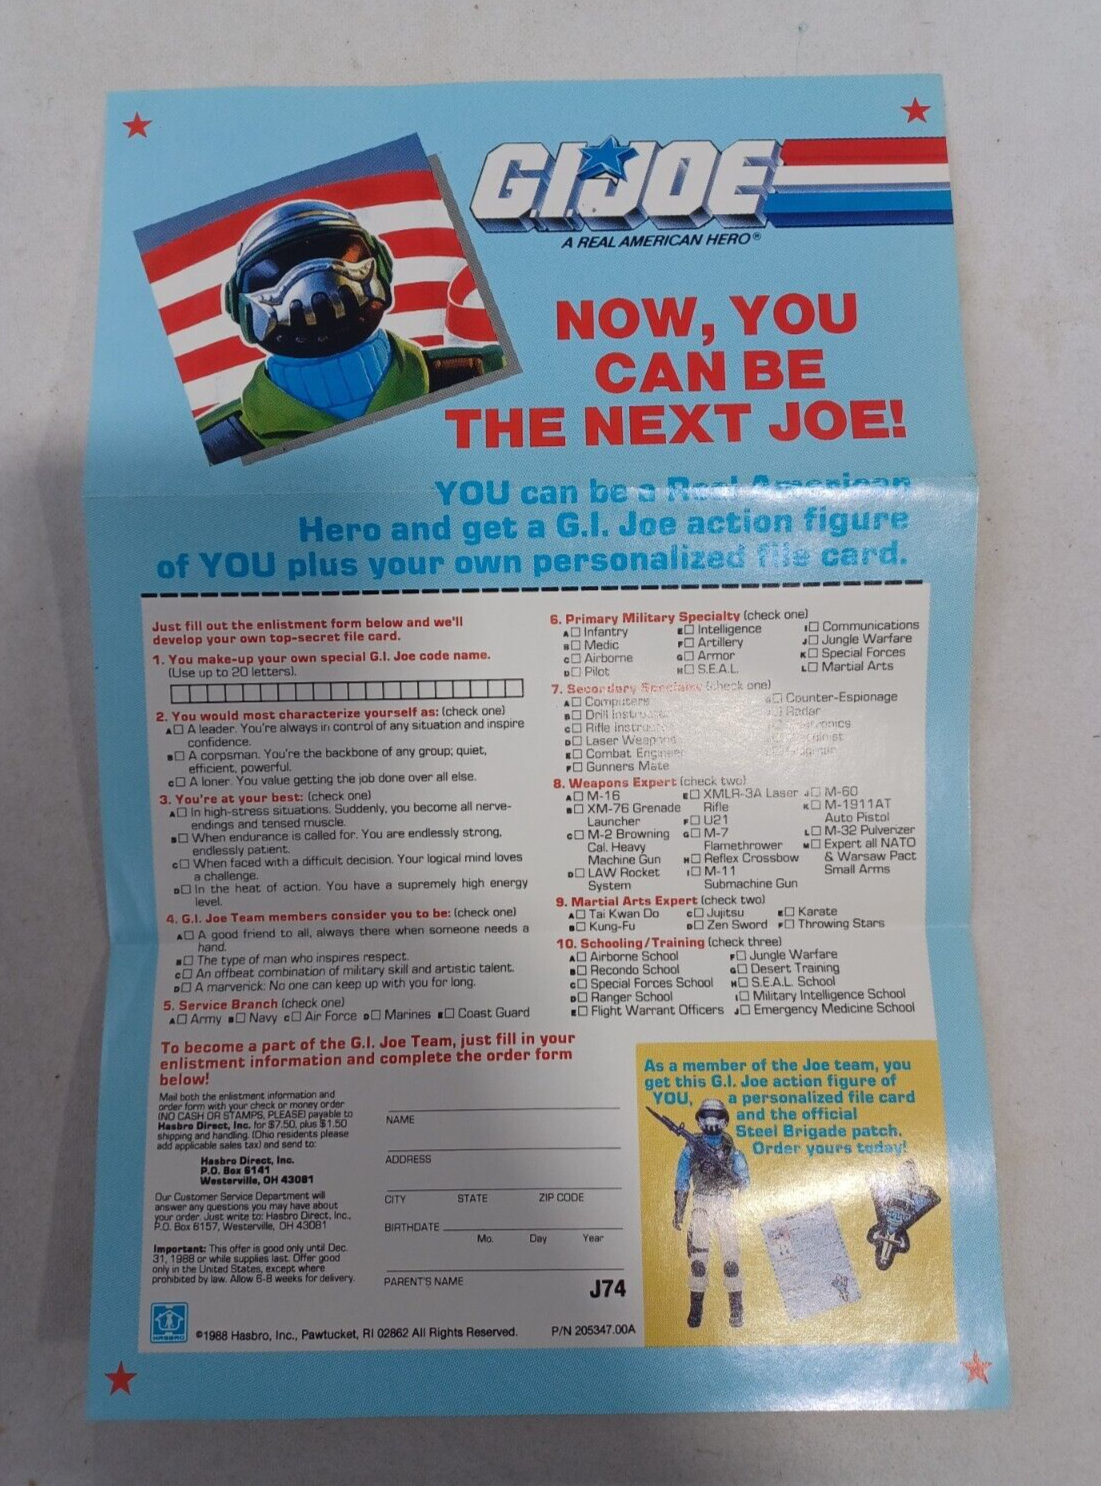 G.I. JOE
A REAL AMERICAN HERO®
NOW, YOU
CAN BE
THE NEXT JOE!
YOU can be a Real American
Hero and get a G.I. Joe action figure
of YOU plus your own personalized file card.
Just fill out the enlistment form below and we'll
develop your own top-secret file card.
1. You make-up your own special G.I. Joe code name.
(Use up to 20 letters).
2. You would most characterize yourself as: (check one)
A☐ A leader. You're always in control of any situation and inspire
confidence.
B☐ A corpsman. You're the backbone of any group; quiet,
efficient, powerful.
C☐ A loner. You value getting the job done over all else.
3. You're at your best: (check one)
A☐ In high-stress situations. Suddenly, you become all nerve-
endings and tensed muscle.
B☐ When endurance is called for. You are endlessly strong,
endlessly patient.
C☐ When faced with a difficult decision. Your logical mind loves
a challenge.
D☐ In the heat of action. You have a supremely high energy
level.
4. G.I. Joe Team members consider you to be: (check one)
A☐ A good friend to all, always there when someone needs a
hand.
B☐ The type of man who inspires respect.
C☐ An offbeat combination of military skill and artistic talent.
D☐ A maverick: No one can keep up with you for long.
5. Service Branch (check one)
A☐ Army B☐ Navy C☐ Air Force D☐ Marines E☐ Coast Guard
6. Primary Military Specialty (check one)
A☐ Infantry E☐ Intelligence I☐ Communications
B☐ Medic F☐ Artillery J☐ Jungle Warfare
C☐ Airborne G☐ Armor K☐ Special Forces
D☐ Pilot H☐ S.E.A.L. L☐ Martial Arts
7. Secondary Specialty (check one)
A☐ Computers G☐ Counter-Espionage
B☐ Drill Instructor Radar
C☐ Rifle Instructor
D☐ Laser Weapons
E☐ Combat Engineer
F☐ Gunners Mate
8. Weapons Expert (check two)
A☐ M-16 E☐ XMLR-3A Laser J☐ M-60
B☐ XM-76 Grenade Rifle K☐ M-1911AT
Launcher F☐ U21 Auto Pistol
C☐ M-2 Browning G☐ M-7 L☐ M-32 Pulverizer
Cal. Heavy Flamethrower M☐ Expert all NATO
Machine Gun H☐ Reflex Crossbow & Warsaw Pact
D☐ LAW Rocket I☐ M-11 Small Arms
System Submachine Gun
9. Martial Arts Expert (check two)
A☐ Tai Kwan Do C☐ Jujitsu E☐ Karate
B☐ Kung-Fu D☐ Zen Sword F☐ Throwing Stars
10. Schooling/Training (check three)
A☐ Airborne School F☐ Jungle Warfare
B☐ Recondo School G☐ Desert Training
C☐ Special Forces School H☐ S.E.A.L. School
D☐ Ranger School I☐ Military Intelligence School
E☐ Flight Warrant Officers J☐ Emergency Medicine School
To become a part of the G.I. Joe Team, just fill in your
enlistment information and complete the order form
below!
Mail both the enlistment information and
order form with your check or money order
(NO CASH OR STAMPS, PLEASE) payable to
Hasbro Direct, Inc. for $7.50, plus $1.50
shipping and handling. (Ohio residents please
add applicable sales tax) and send to:
Hasbro Direct, Inc.
P.O. Box 6141
Westerville, OH 43081
Our Customer Service Department will
answer any questions you may have about
your order. Just write to: Hasbro Direct, Inc.,
P.O. Box 6157, Westerville, OH 43081
Important: This offer is good only until Dec.
31, 1988 or while supplies last. Offer good
only in the United States, except where
prohibited by law. Allow 6-8 weeks for delivery.
NAME
ADDRESS
CITY STATE ZIP CODE
BIRTHDATE
Mo. Day Year
PARENT'S NAME
J74
HASBRO
©1988 Hasbro, Inc., Pawtucket, RI 02862 All Rights Reserved. P/N 205347.00A
As a member of the Joe team, you
get this G.I. Joe action figure of
YOU, a personalized file card
and the official
Steel Brigade patch.
Order yours today!